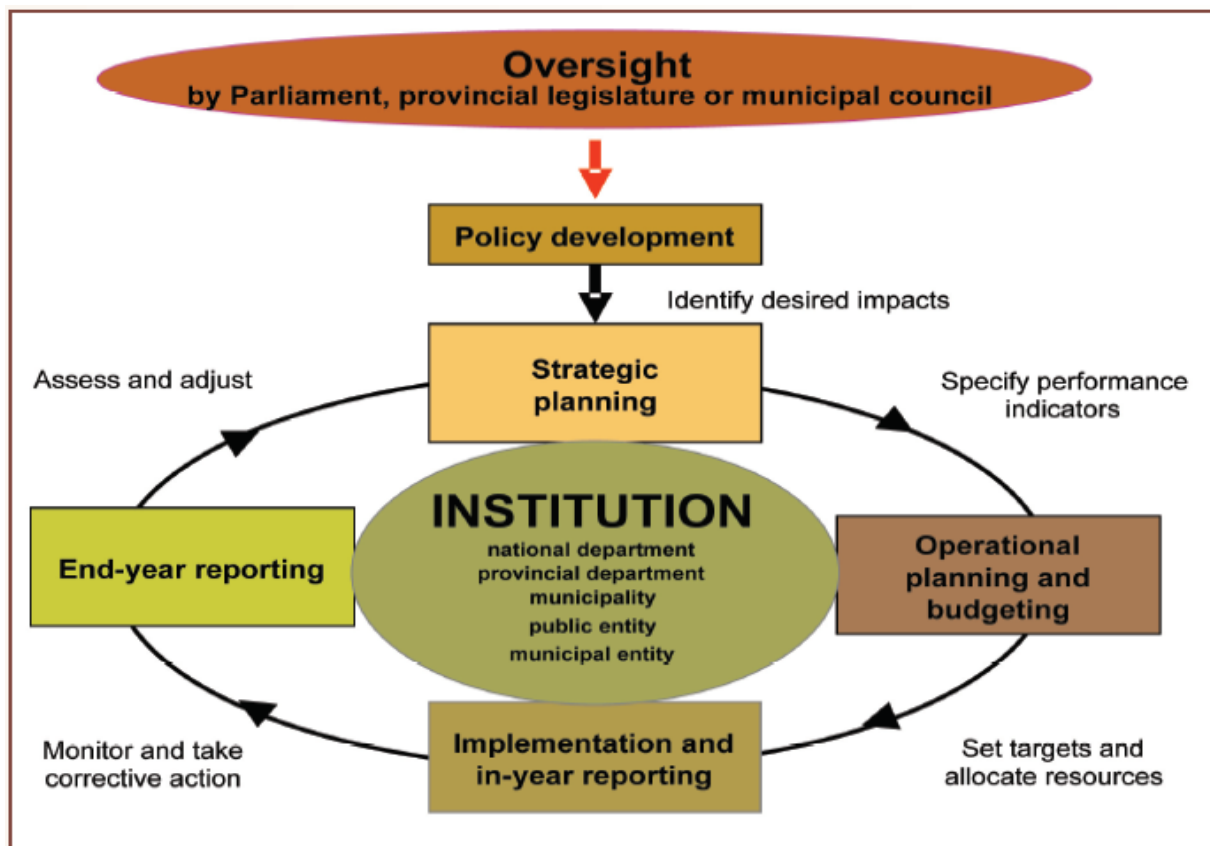 Oversight
by Parliament, provincial legislature or municipal council
Policy development
Identify desired impacts
Strategic
planning
Assess and adjust
Specify performance
indicators
INSTITUTION
national department
provincial department
municipality
public entity
municipal entity
End-year reporting
Operational
planning and
budgeting
Monitor and take
corrective action
Implementation and
in-year reporting
Set targets and
allocate resources